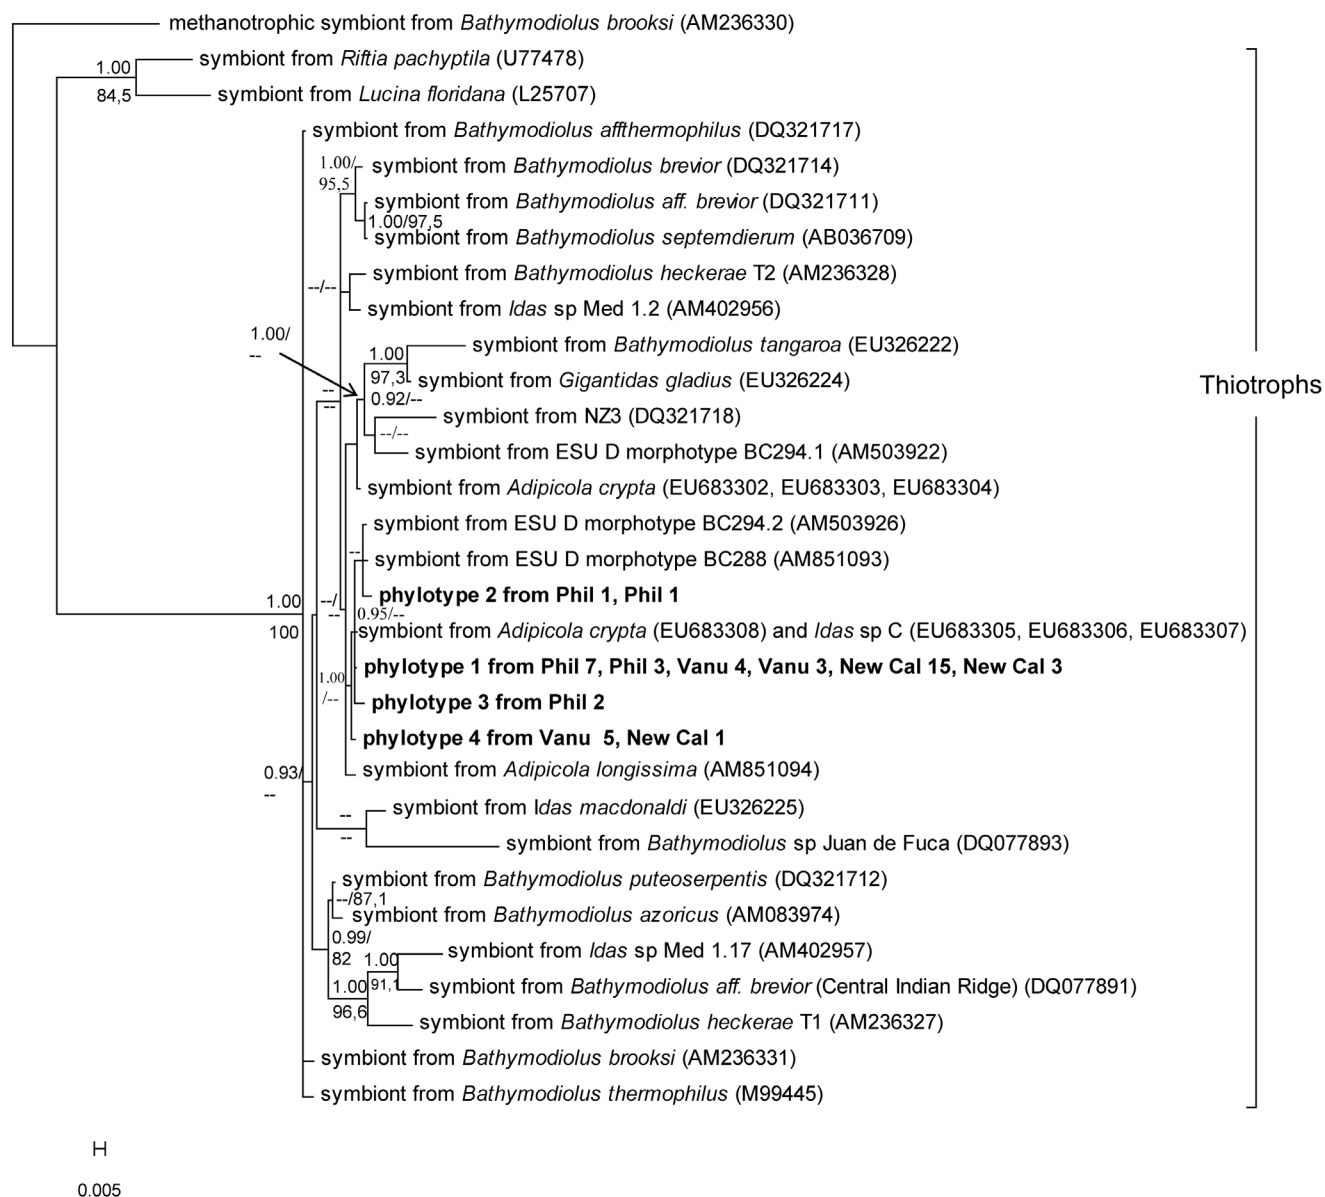 methanotrophic symbiont from Bathymodiolus brooksi (AM236330)
symbiont from Riftia pachyptila (U77478)
1.00
84,5
symbiont from Lucina floridana (L25707)
symbiont from Bathymodiolus affthermophilus (DQ321717)
1.00/
95,5
symbiont from Bathymodiolus brevior (DQ321714)
symbiont from Bathymodiolus aff. brevior (DQ321711)
1.00/97,5
symbiont from Bathymodiolus septemdierum (AB036709)
symbiont from Bathymodiolus heckerae T2 (AM236328)
--/--
symbiont from Idas sp Med 1.2 (AM402956)
1.00/
--
1.00
97,3
symbiont from Bathymodiolus tangaroa (EU326222)
symbiont from Gigantidas gladius (EU326224)
Thiotrophs
--
--
0.92/--
symbiont from NZ3 (DQ321718)
--/--
symbiont from ESU D morphotype BC294.1 (AM503922)
symbiont from Adipicola crypta (EU683302, EU683303, EU683304)
symbiont from ESU D morphotype BC294.2 (AM503926)
--
symbiont from ESU D morphotype BC288 (AM851093)
phylotype 2 from Phil 1, Phil 1
1.00
100
--/
--
0.95/--
symbiont from Adipicola crypta (EU683308) and Idas sp C (EU683305, EU683306, EU683307)
phylotype 1 from Phil 7, Phil 3, Vanu 4, Vanu 3, New Cal 15, New Cal 3
1.00
/--
phylotype 3 from Phil 2
phylotype 4 from Vanu 5, New Cal 1
symbiont from Adipicola longissima (AM851094)
0.93/
--
symbiont from Idas macdonaldi (EU326225)
--
--
symbiont from Bathymodiolus sp Juan de Fuca (DQ077893)
symbiont from Bathymodiolus puteoserpentis (DQ321712)
--/87,1
symbiont from Bathymodiolus azoricus (AM083974)
0.99/
82
symbiont from Idas sp Med 1.17 (AM402957)
1.00
91,1
symbiont from Bathymodiolus aff. brevior (Central Indian Ridge) (DQ077891)
1.00
96,6
symbiont from Bathymodiolus heckerae T1 (AM236327)
symbiont from Bathymodiolus brooksi (AM236331)
symbiont from Bathymodiolus thermophilus (M99445)
0.005